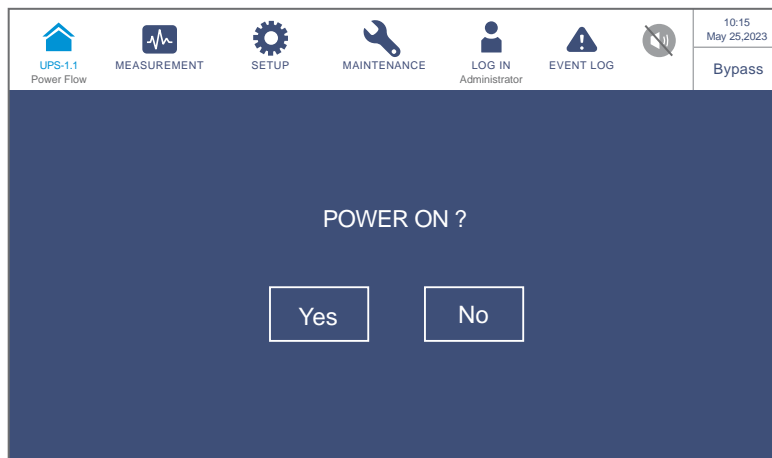 UPS-1.1
Power Flow
MEASUREMENT
SETUP
MAINTENANCE
LOG IN
Administrator
EVENT LOG
10:15
May 25,2023
Bypass
POWER ON ?
Yes
No